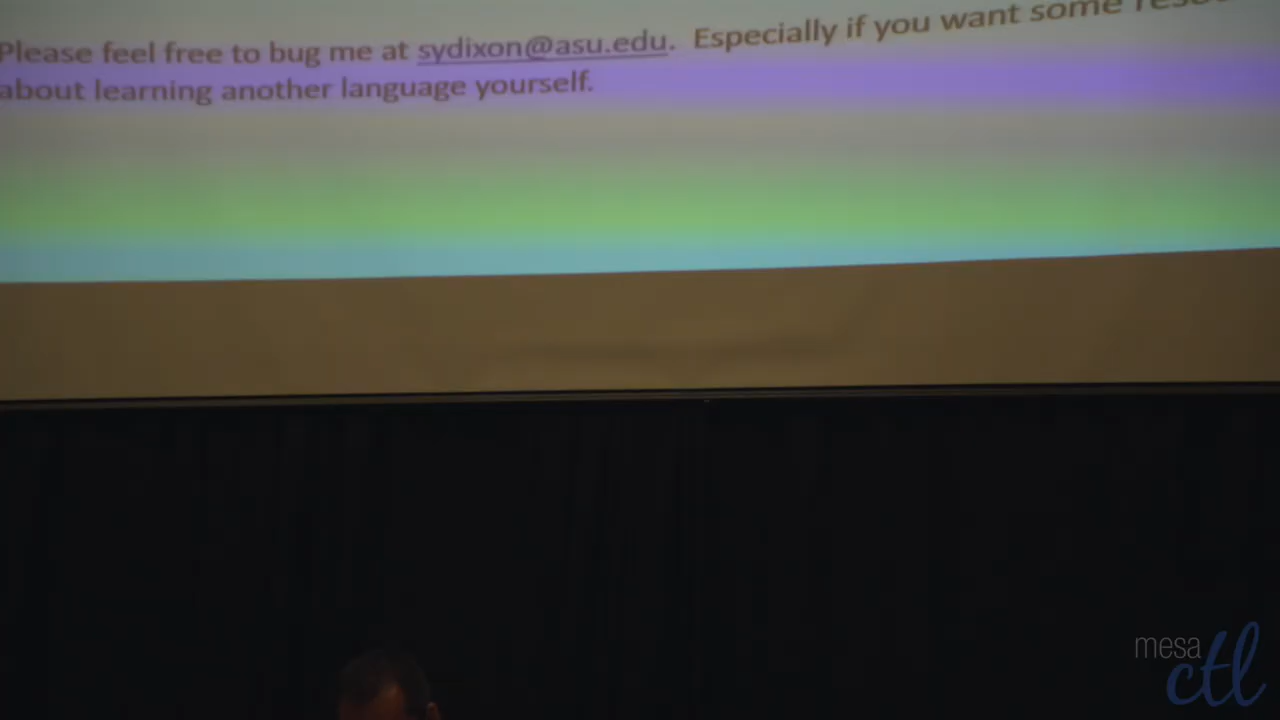 Please feel free to bug me at sydixon@asu.edu. Especially if you want some
about learning another language yourself.
mesa
ctl